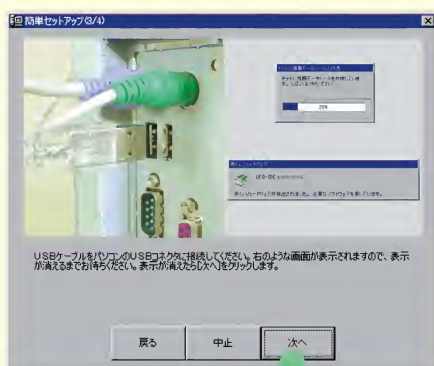 簡単セットアップ(3/4)
20%
USBケーブルをパソコンのUSBコネクタに接続してください。右のような画面が表示されますので、表示
が消えるまでお待ちください。表示が消えたら[次へ]をクリックします。
戻る
中止
次へ